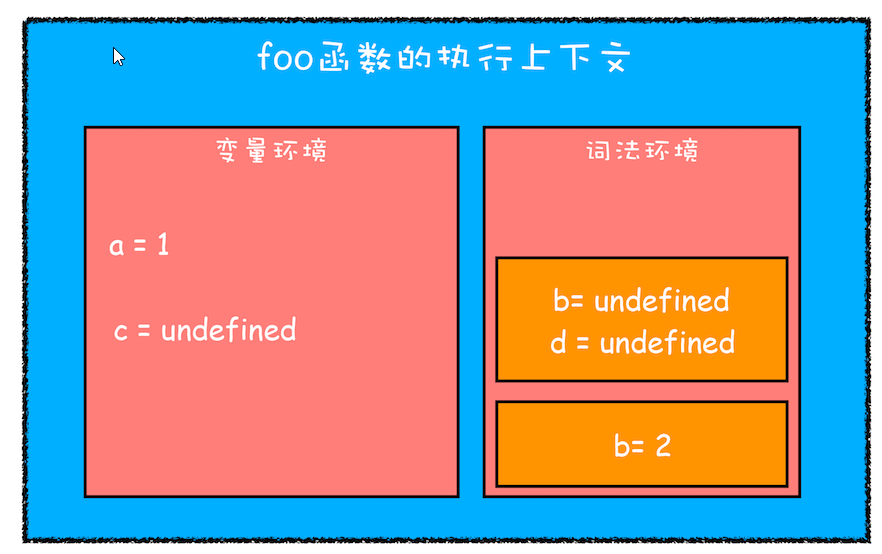 foo函数的执行上下文
变量环境
a = 1
c = undefined
词法环境
b= undefined
d = undefined
b= 2